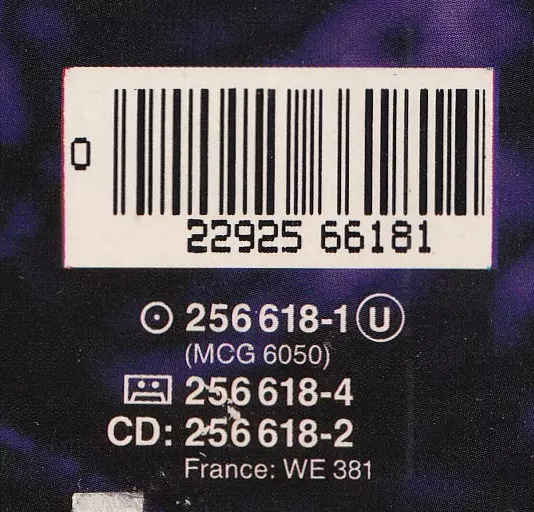 0
22925 66181
256 618-1 U
(MCG 6050)
256 618-4
CD: 256 618-2
France: WE 381